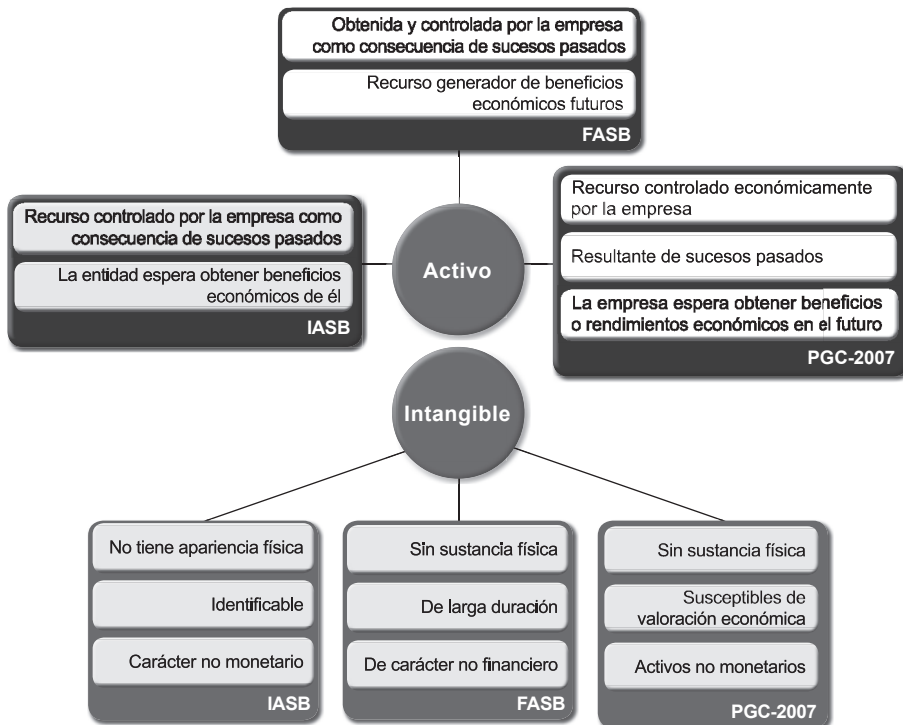 Obtenida y controlada por la empresa
como consecuencia de sucesos pasados
Recurso generador de beneficios
económicos futuros
FASB
Recurso controlado por la empresa como
consecuencia de sucesos pasados
La entidad espera obtener beneficios
económicos de él
IASB
Activo
Recurso controlado económicamente
por la empresa
Resultante de sucesos pasados
La empresa espera obtener beneficios
o rendimientos económicos en el futuro
PGC-2007
Intangible
No tiene apariencia física
Identificable
Carácter no monetario
IASB
Sin sustancia física
De larga duración
De carácter no financiero
FASB
Sin sustancia física
Susceptibles de
valoración económica
Activos no monetarios
PGC-2007